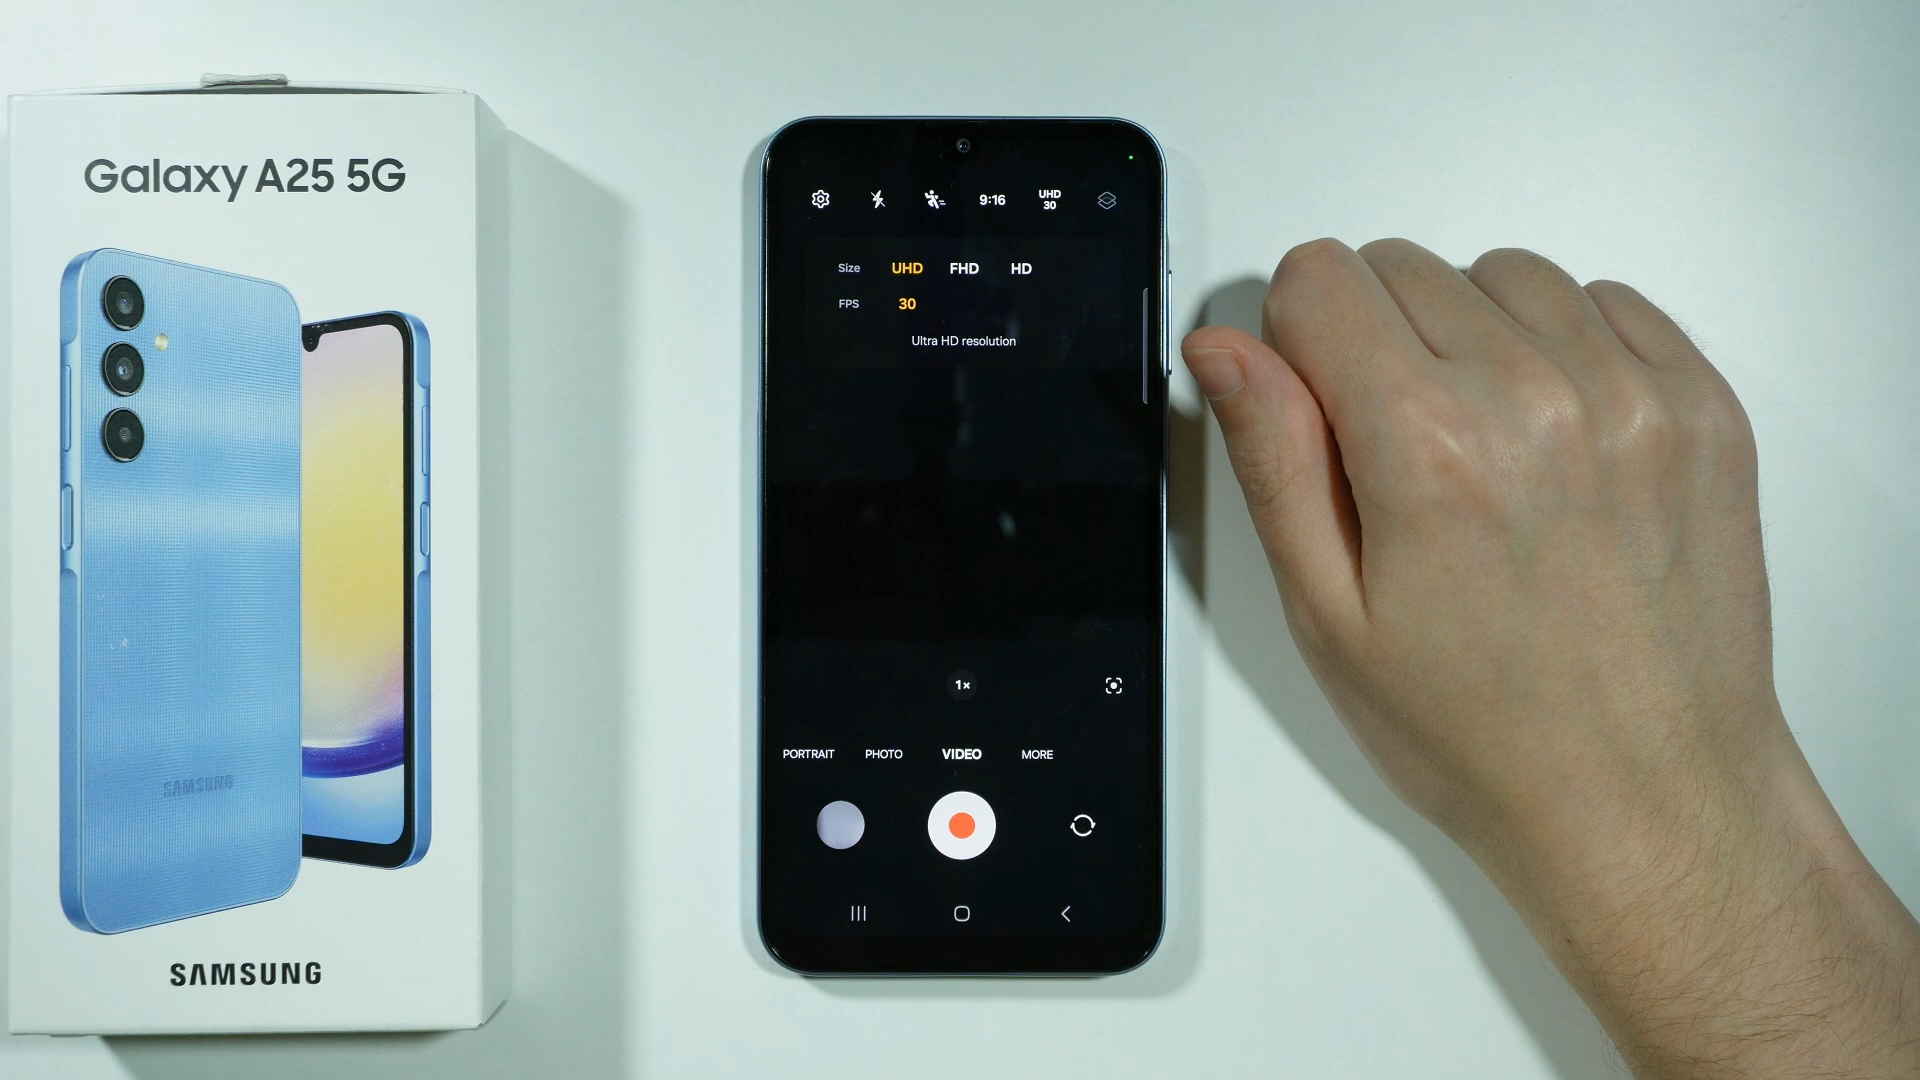 Galaxy A25 5G
SAMSUNG
SAMSUNG
9:16
UHD
30
Size UHD FHD HD
FPS 30
Ultra HD resolution
1×
PORTRAIT PHOTO VIDEO MORE